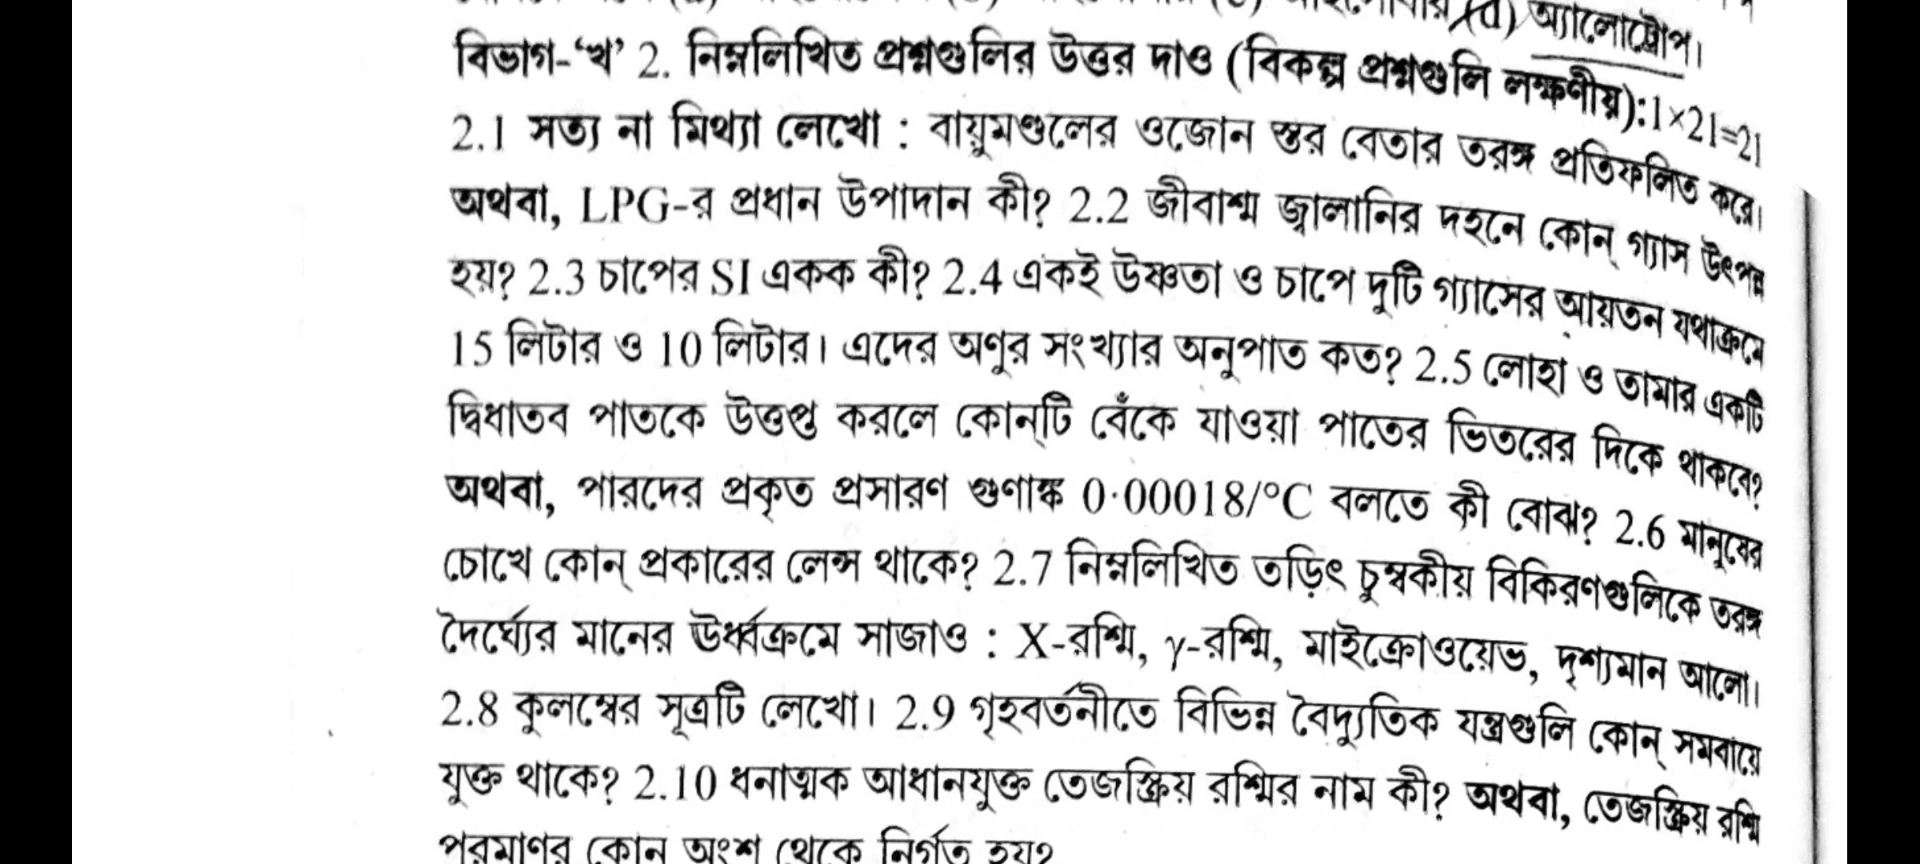 (d) অ্যালোট্রোপ।
বিভাগ-‘খ’ 2. নিম্নলিখিত প্রশ্নগুলির উত্তর দাও (বিকল্প প্রশ্নগুলি লক্ষণীয়):1×21=21
2.1 সত্য না মিথ্যা লেখো : বায়ুমণ্ডলের ওজোন স্তর বেতার তরঙ্গ প্রতিফলিত করে।
অথবা, LPG-র প্রধান উপাদান কী? 2.2 জীবাশ্ম জ্বালানির দহনে কোন্ গ্যাস উৎপন্ন
হয়? 2.3 চাপের SI একক কী? 2.4 একই উষ্ণতা ও চাপে দুটি গ্যাসের আয়তন যথাক্রমে
15 লিটার ও 10 লিটার। এদের অণুর সংখ্যার অনুপাত কত? 2.5 লোহা ও তামার একটি
দ্বিধাতব পাতকে উত্তপ্ত করলে কোন্‌টি বেঁকে যাওয়া পাতের ভিতরের দিকে থাকবে?
অথবা, পারদের প্রকৃত প্রসারণ গুণাঙ্ক 0·00018/°C বলতে কী বোঝ? 2.6 মানুষের
চোখে কোন্ প্রকারের লেন্স থাকে? 2.7 নিম্নলিখিত তড়িৎ চুম্বকীয় বিকিরণগুলিকে তরঙ্গ
দৈর্ঘ্যের মানের ঊর্ধ্বক্রমে সাজাও : X-রশ্মি, γ-রশ্মি, মাইক্রোওয়েভ, দৃশ্যমান আলো।
2.8 কুলম্বের সূত্রটি লেখো। 2.9 গৃহবর্তনীতে বিভিন্ন বৈদ্যুতিক যন্ত্রগুলি কোন্ সমবায়ে
যুক্ত থাকে? 2.10 ধনাত্মক আধানযুক্ত তেজস্ক্রিয় রশ্মির নাম কী? অথবা, তেজস্ক্রিয় রশ্মি
পরমাণুর কোন্ অংশ থেকে নির্গত হয়?